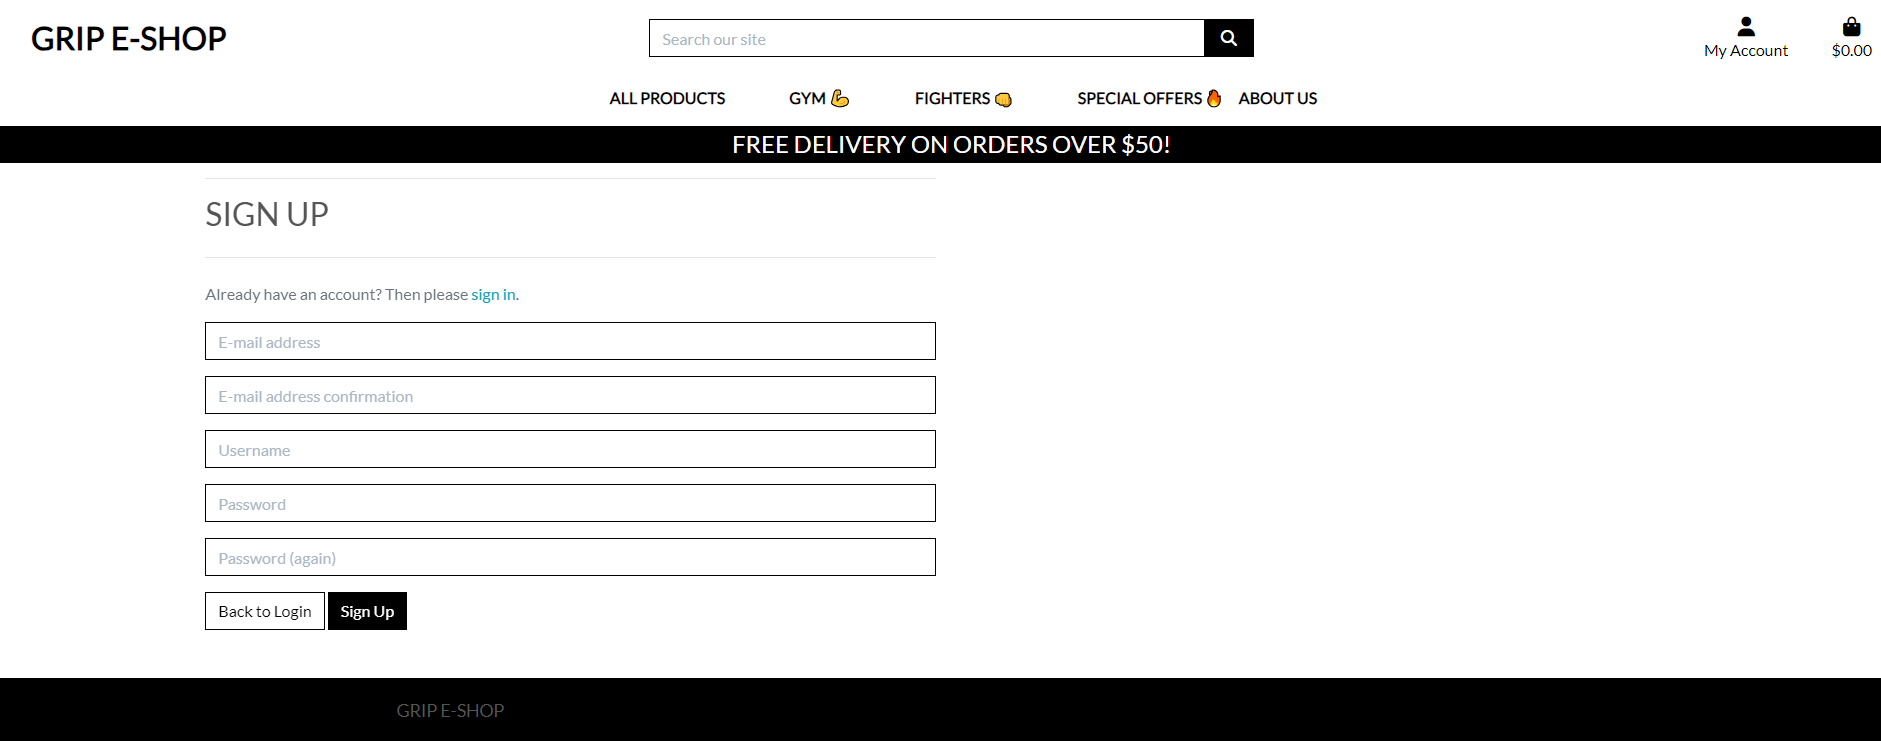 GRIP E-SHOP
Search our site
My Account
$0.00
ALL PRODUCTS GYM 💪 FIGHTERS 👊 SPECIAL OFFERS 🔥 ABOUT US
FREE DELIVERY ON ORDERS OVER $50!
SIGN UP
Already have an account? Then please sign in.
E-mail address
E-mail address confirmation
Username
Password
Password (again)
Back to Login Sign Up
GRIP E-SHOP